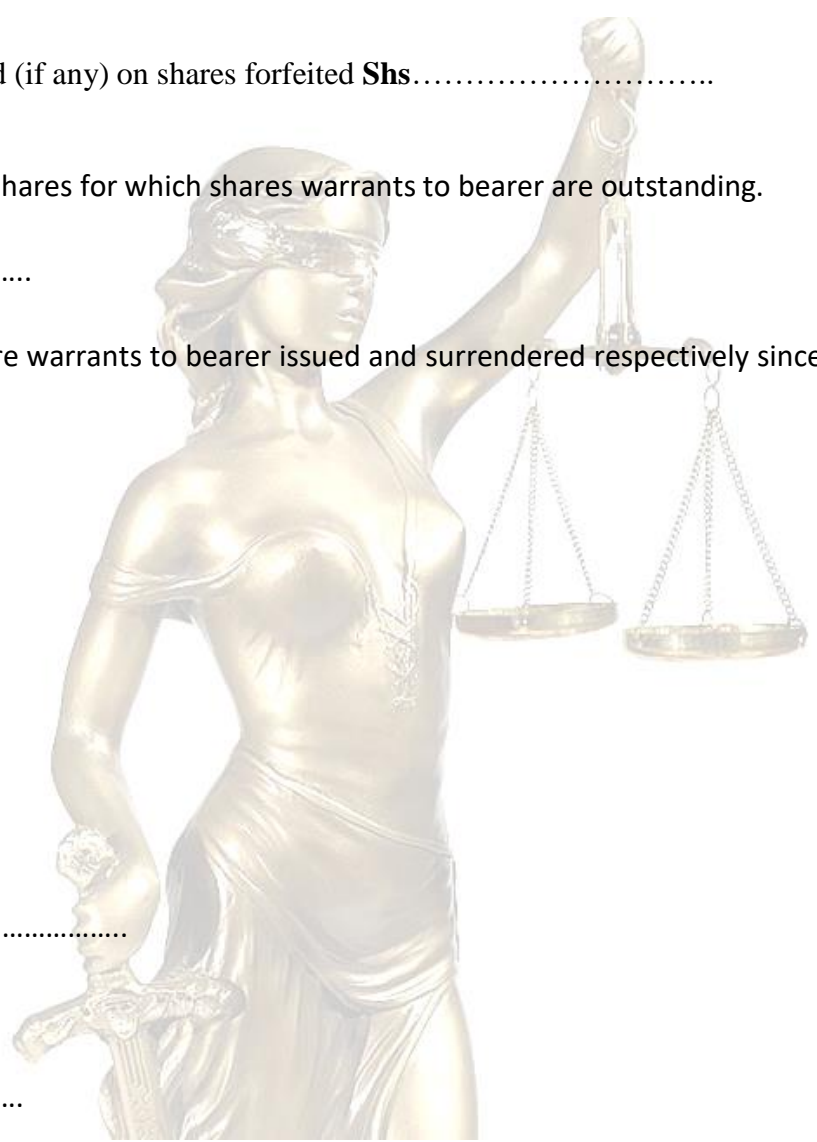 (if any) on shares forfeited Shs…………………………..
hares for which shares warrants to bearer are outstanding.
.....
re warrants to bearer issued and surrendered respectively since
………………..
....